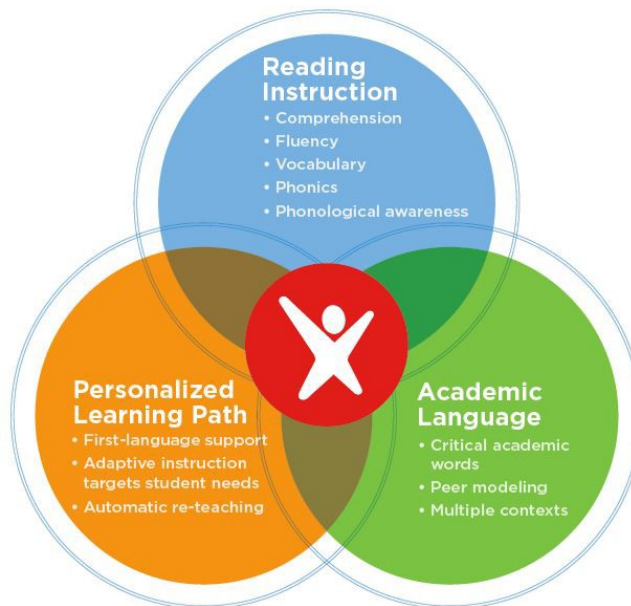 Reading
Instruction
• Comprehension
• Fluency
• Vocabulary
• Phonics
• Phonological awareness
Personalized
Learning Path
• First-language support
• Adaptive instruction
targets student needs
• Automatic re-teaching
Academic
Language
• Critical academic
words
• Peer modeling
• Multiple contexts